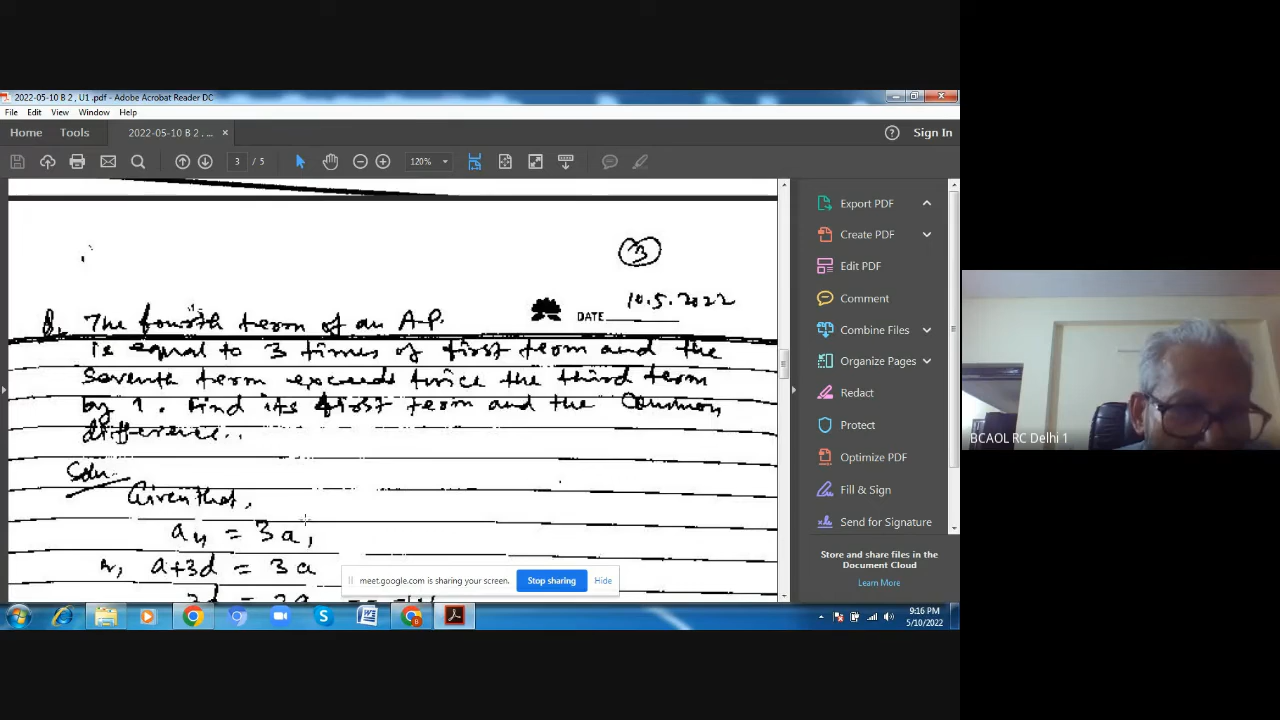 2022-05-10 B 2 , U1 .pdf - Adobe Acrobat Reader DC
File Edit View Window Help
Home Tools 2022-05-10 B 2 . ... × Sign In
3 / 5 120%
3
DATE 10.5.2022
Q. The fourth term of an A.P.
is equal to 3 times of first term and the
seventh term exceeds twice the third term
by 1. Find its first term and the Common
difference..
Soln.
Given that,
a4 = 3a1
or, a+3d = 3a
3d = 2a
Export PDF
Create PDF
Edit PDF
Comment
Combine Files
Organize Pages
Redact
Protect
Optimize PDF
Fill & Sign
Send for Signature
Store and share files in the
Document Cloud
Learn More
meet.google.com is sharing your screen. Stop sharing Hide
9:16 PM
5/10/2022
BCAOL RC Delhi 1